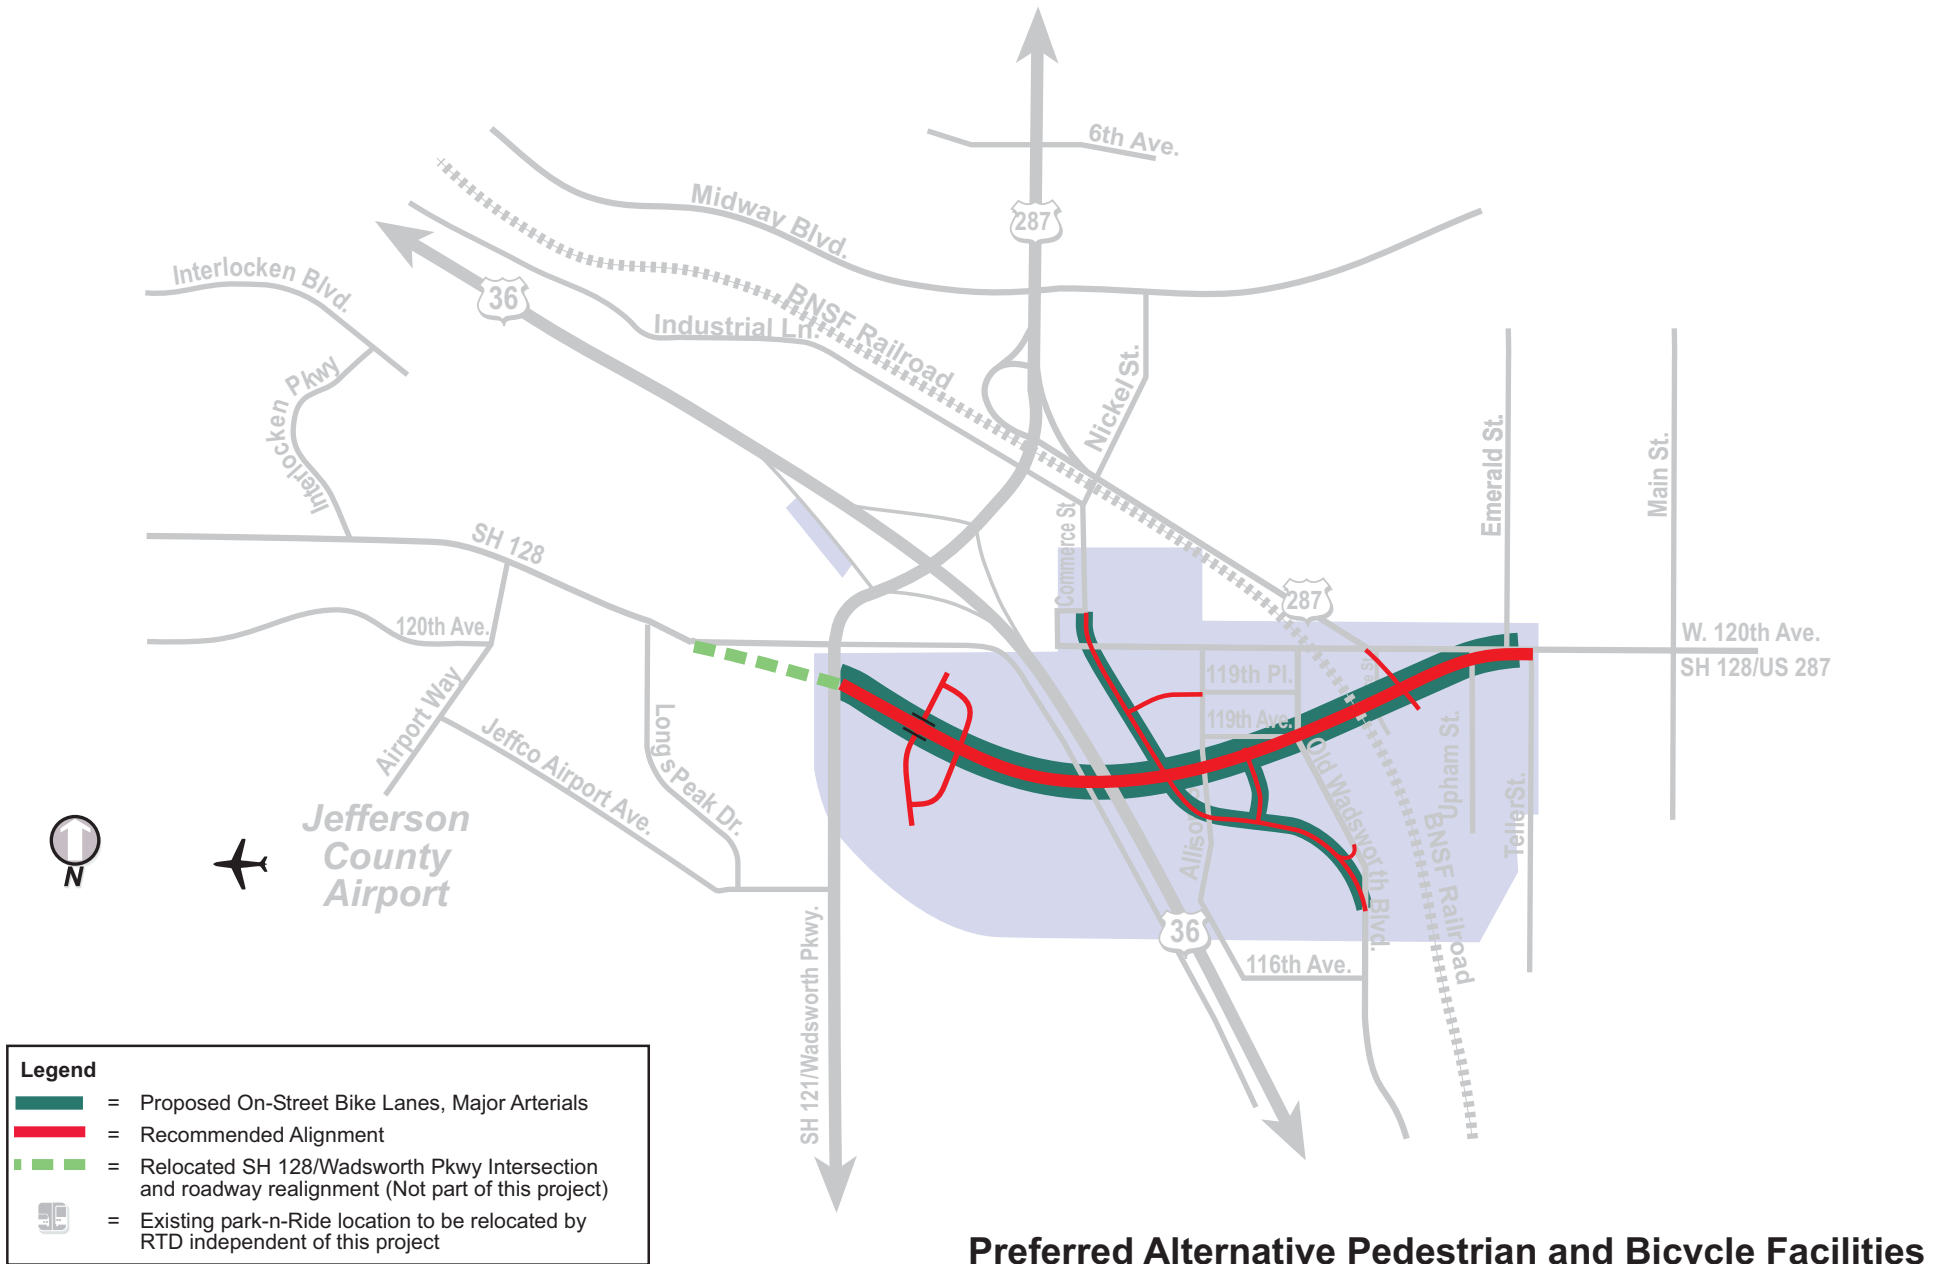 6th Ave.
Midway Blvd.
287
Interlocken Blvd.
36
BNSF Railroad
Industrial Ln.
Interlocken Pkwy
Nickel St.
Emerald St.
Main St.
SH 128
Commerce St
287
120th Ave.
W. 120th Ave.
SH 128/US 287
119th Pl.
119th Ave.
Airport Way
Jeffco Airport Ave.
Longs Peak Dr.
Old Wadsworth Blvd.
Upham St.
Teller St.
BNSF Railroad
Jefferson
County
Airport
N
36
116th Ave.
SH 121/Wadsworth Pkwy.
Legend
= Proposed On-Street Bike Lanes, Major Arterials
= Recommended Alignment
= Relocated SH 128/Wadsworth Pkwy Intersection
and roadway realignment (Not part of this project)
= Existing park-n-Ride location to be relocated by
RTD independent of this project
Preferred Alternative Pedestrian and Bicycle Facilities